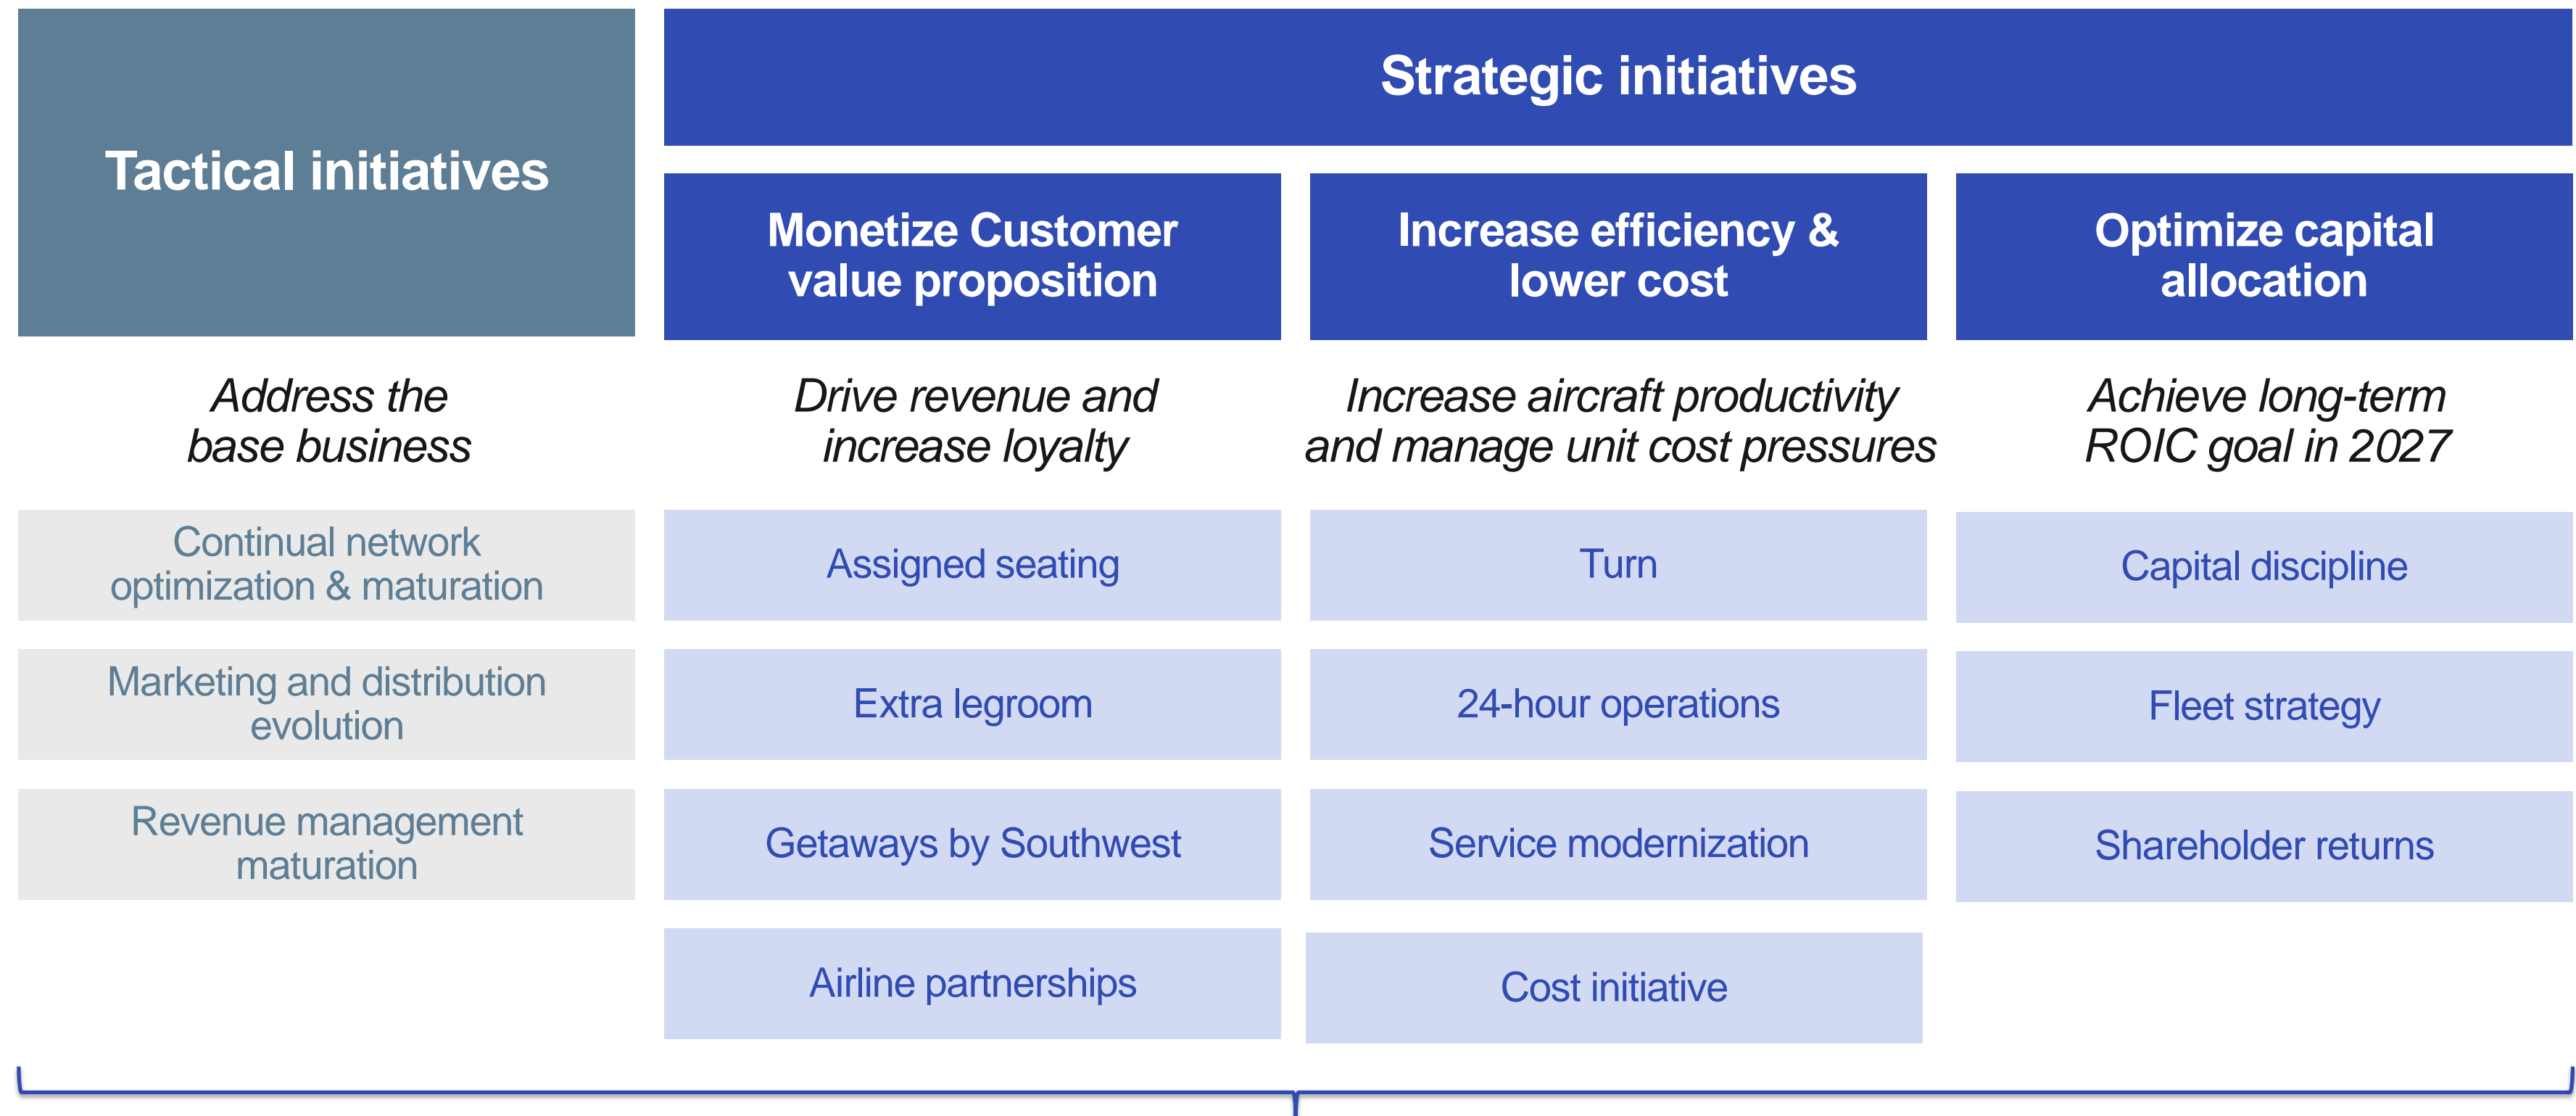 Tactical initiatives
Strategic initiatives
Monetize Customer
value proposition
Increase efficiency &
lower cost
Optimize capital
allocation
Address the
base business
Drive revenue and
increase loyalty
Increase aircraft productivity
and manage unit cost pressures
Achieve long-term
ROIC goal in 2027
Continual network
optimization & maturation
Assigned seating
Turn
Capital discipline
Marketing and distribution
evolution
Extra legroom
24-hour operations
Fleet strategy
Revenue management
maturation
Getaways by Southwest
Service modernization
Shareholder returns
Airline partnerships
Cost initiative